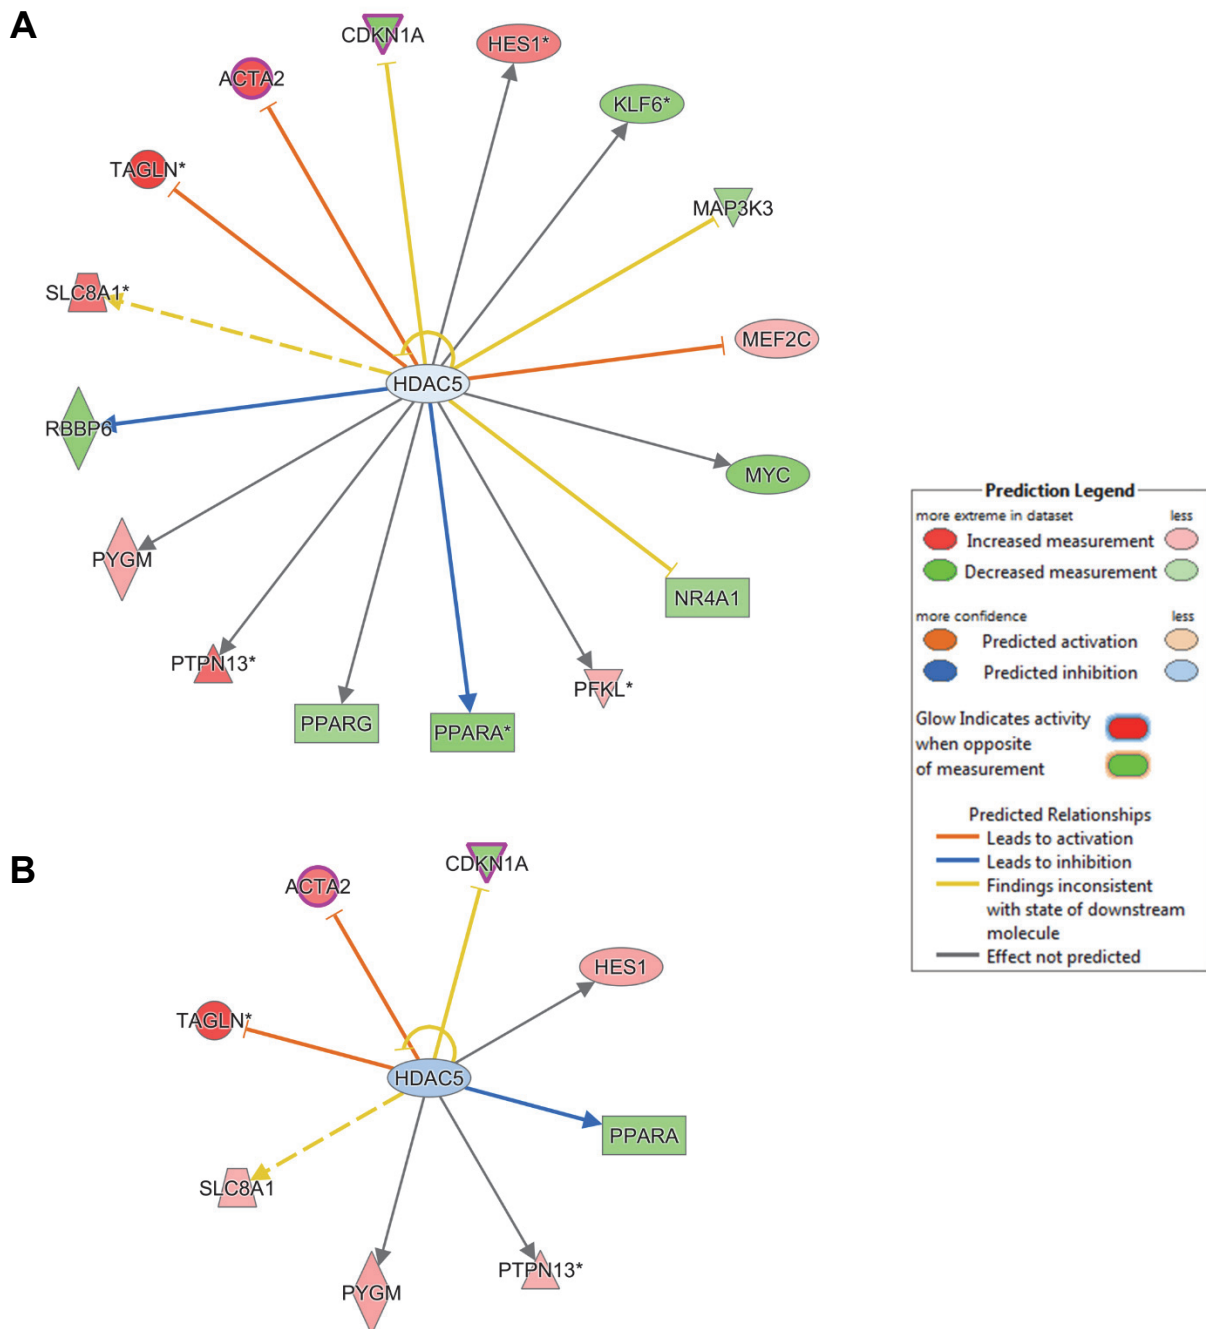 A
CDKN1A
HES1*
ACTA2
KLF6*
TAGLN*
MAP3K3
SLC8A1*
MEF2C
HDAC5
RBBP6
MYC
PYGM
NR4A1
PTPN13*
PFKL*
PPARG
PPARA*
Prediction Legend
more extreme in dataset less
Increased measurement
Decreased measurement
more confidence less
Predicted activation
Predicted inhibition
Glow Indicates activity
when opposite
of measurement
Predicted Relationships
Leads to activation
Leads to inhibition
Findings inconsistent
with state of downstream
molecule
Effect not predicted
B
CDKN1A
ACTA2
HES1
TAGLN*
HDAC5
PPARA
SLC8A1
PTPN13*
PYGM